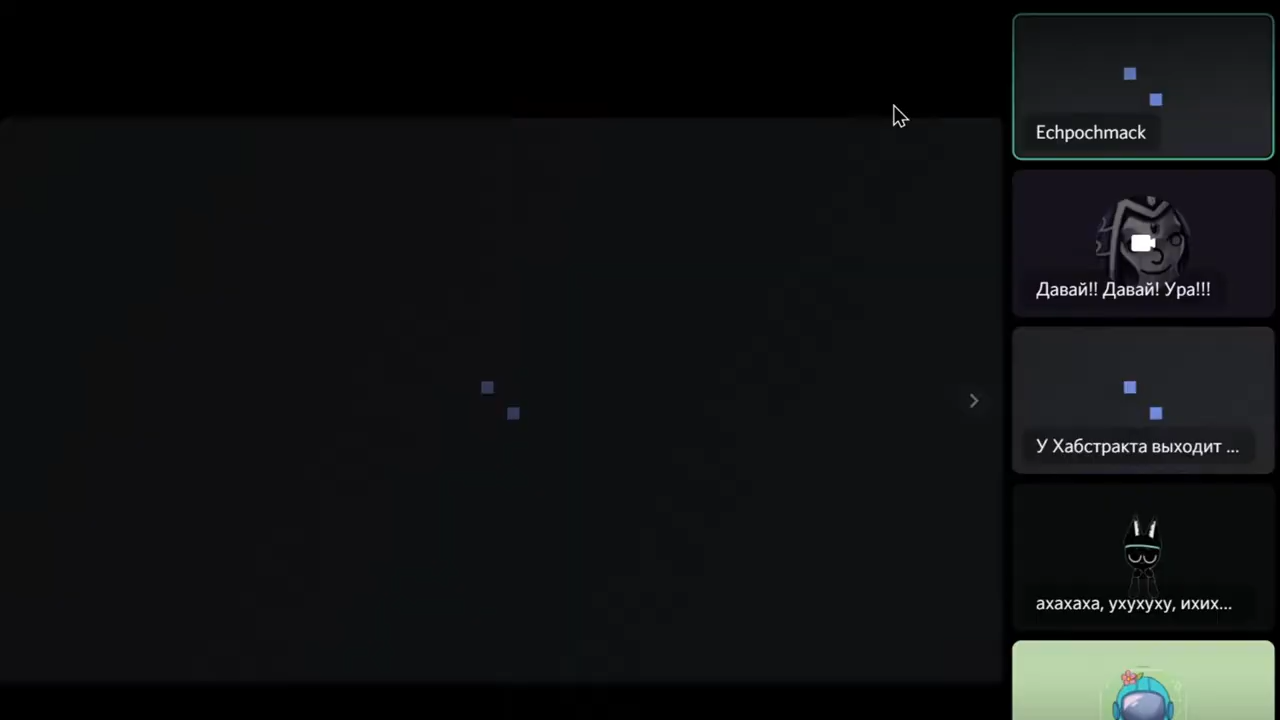 Echpochmack
Давай!! Давай! Ура!!!
У Хабстракта выходит ...
ахахаха, ухухуху, ихих...